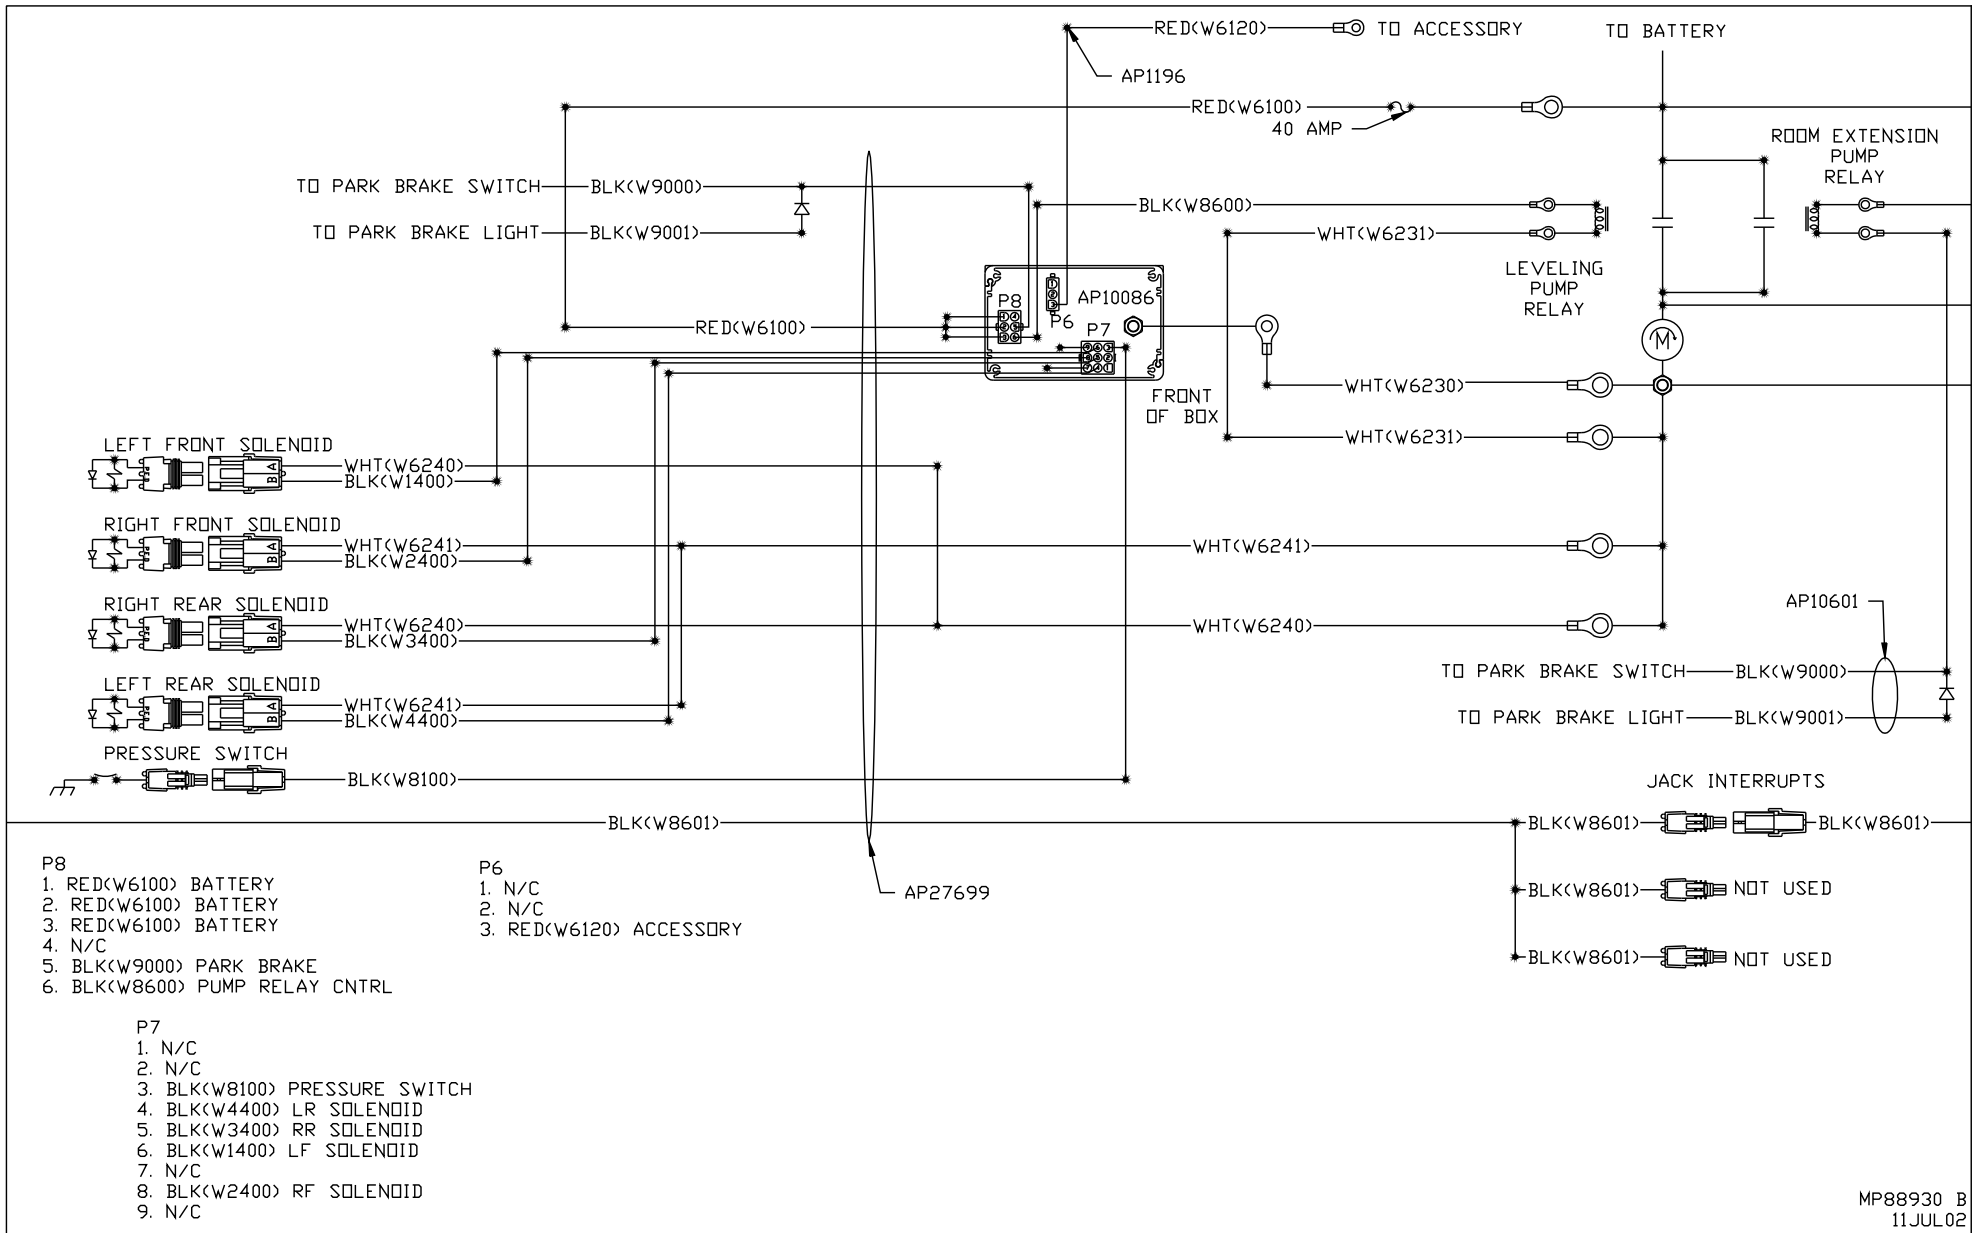 RED(W6120)
TO ACCESSORY
TO BATTERY
AP1196
RED(W6100)
40 AMP
ROOM EXTENSION
PUMP
RELAY
TO PARK BRAKE SWITCH
BLK(W9000)
BLK(W8600)
TO PARK BRAKE LIGHT
BLK(W9001)
WHT(W6231)
LEVELING
PUMP
RELAY
P8
AP10086
P6
P7
RED(W6100)
M
FRONT
OF BOX
WHT(W6230)
WHT(W6231)
LEFT FRONT SOLENOID
A
B
WHT(W6240)
BLK(W1400)
RIGHT FRONT SOLENOID
A
B
WHT(W6241)
BLK(W2400)
WHT(W6241)
RIGHT REAR SOLENOID
A
B
WHT(W6240)
BLK(W3400)
WHT(W6240)
AP10601
LEFT REAR SOLENOID
A
B
WHT(W6241)
BLK(W4400)
TO PARK BRAKE SWITCH
BLK(W9000)
TO PARK BRAKE LIGHT
BLK(W9001)
PRESSURE SWITCH
BLK(W8100)
JACK INTERRUPTS
BLK(W8601)
BLK(W8601)
BLK(W8601)
BLK(W8601)
NOT USED
BLK(W8601)
NOT USED
AP27699
P8
1. RED(W6100) BATTERY
2. RED(W6100) BATTERY
3. RED(W6100) BATTERY
4. N/C
5. BLK(W9000) PARK BRAKE
6. BLK(W8600) PUMP RELAY CNTRL
P6
1. N/C
2. N/C
3. RED(W6120) ACCESSORY
P7
1. N/C
2. N/C
3. BLK(W8100) PRESSURE SWITCH
4. BLK(W4400) LR SOLENOID
5. BLK(W3400) RR SOLENOID
6. BLK(W1400) LF SOLENOID
7. N/C
8. BLK(W2400) RF SOLENOID
9. N/C
MP88930 B
11JUL02